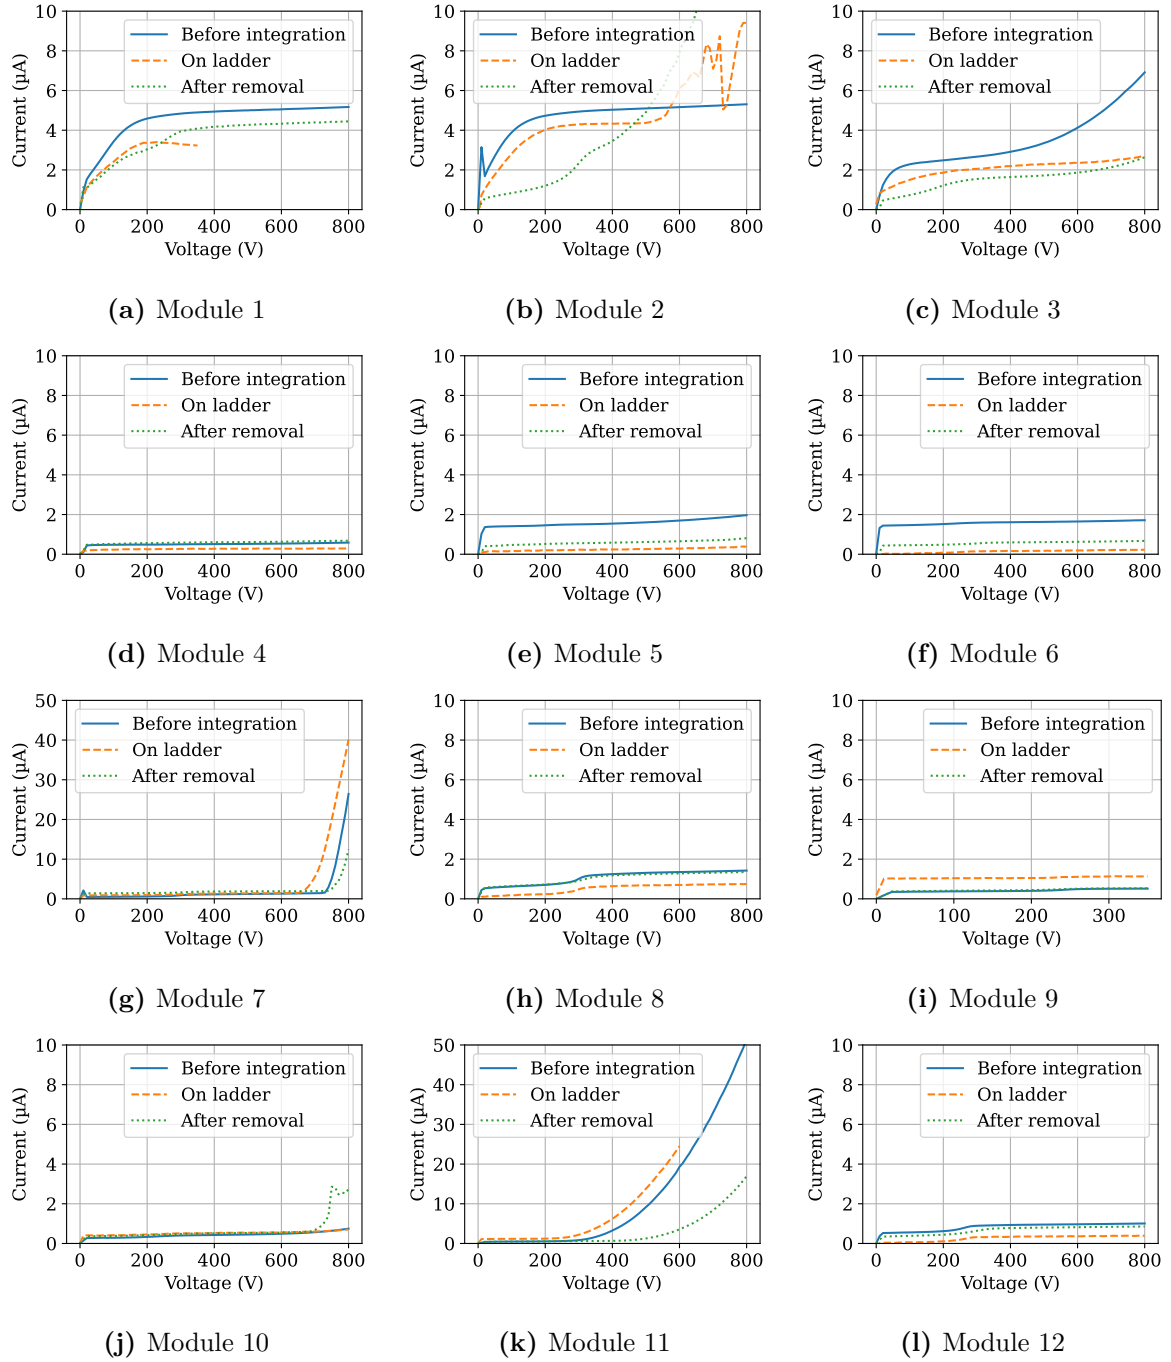 10
8
6
4
2
0
Current (μA)
Before integration
On ladder
After removal
0 200 400 600 800
Voltage (V)
(a) Module 1
10
8
6
4
2
0
Current (μA)
Before integration
On ladder
After removal
0 200 400 600 800
Voltage (V)
(b) Module 2
10
8
6
4
2
0
Current (μA)
Before integration
On ladder
After removal
0 200 400 600 800
Voltage (V)
(c) Module 3
10
8
6
4
2
0
Current (μA)
Before integration
On ladder
After removal
0 200 400 600 800
Voltage (V)
(d) Module 4
10
8
6
4
2
0
Current (μA)
Before integration
On ladder
After removal
0 200 400 600 800
Voltage (V)
(e) Module 5
10
8
6
4
2
0
Current (μA)
Before integration
On ladder
After removal
0 200 400 600 800
Voltage (V)
(f) Module 6
50
40
30
20
10
0
Current (μA)
Before integration
On ladder
After removal
0 200 400 600 800
Voltage (V)
(g) Module 7
10
8
6
4
2
0
Current (μA)
Before integration
On ladder
After removal
0 200 400 600 800
Voltage (V)
(h) Module 8
10
8
6
4
2
0
Current (μA)
Before integration
On ladder
After removal
0 100 200 300
Voltage (V)
(i) Module 9
10
8
6
4
2
0
Current (μA)
Before integration
On ladder
After removal
0 200 400 600 800
Voltage (V)
(j) Module 10
50
40
30
20
10
0
Current (μA)
Before integration
On ladder
After removal
0 200 400 600 800
Voltage (V)
(k) Module 11
10
8
6
4
2
0
Current (μA)
Before integration
On ladder
After removal
0 200 400 600 800
Voltage (V)
(l) Module 12